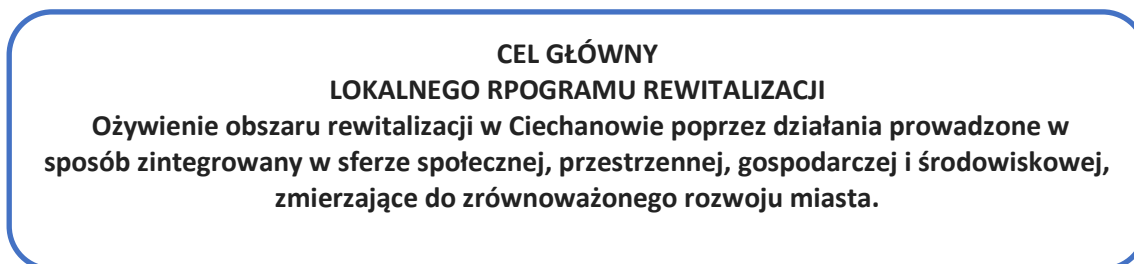 CEL GŁÓWNY
LOKALNEGO RPOGRAMU REWITALIZACJI
Ożywienie obszaru rewitalizacji w Ciechanowie poprzez działania prowadzone w
sposób zintegrowany w sferze społecznej, przestrzennej, gospodarczej i środowiskowej,
zmierzające do zrównoważonego rozwoju miasta.